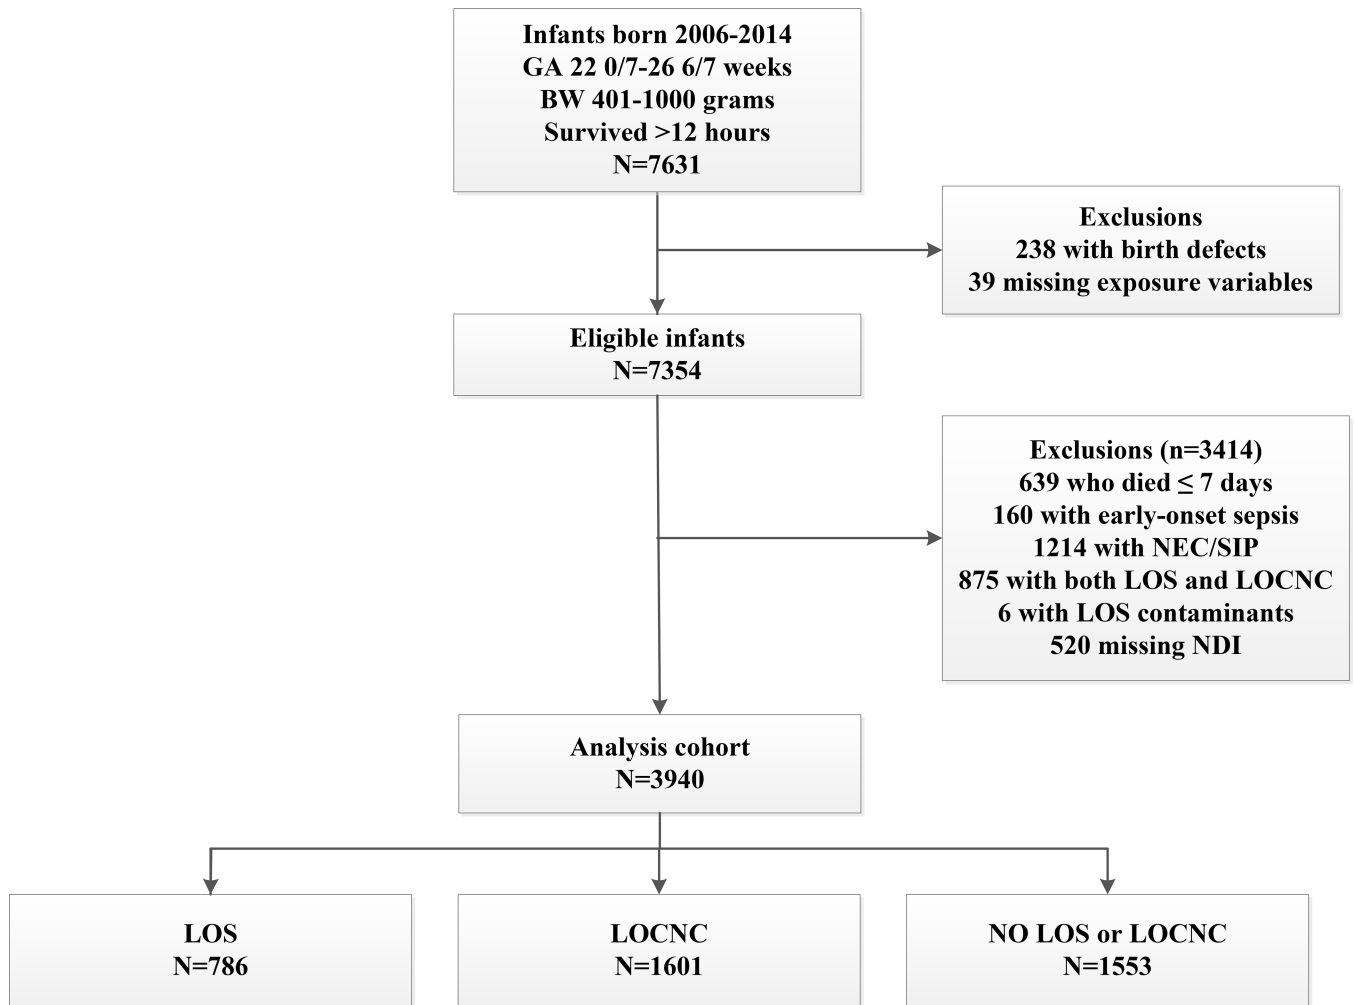 Infants born 2006-2014
GA 22 0/7-26 6/7 weeks
BW 401-1000 grams
Survived >12 hours
N=7631
Exclusions
238 with birth defects
39 missing exposure variables
Eligible infants
N=7354
Exclusions (n=3414)
639 who died ≤ 7 days
160 with early-onset sepsis
1214 with NEC/SIP
875 with both LOS and LOCNC
6 with LOS contaminants
520 missing NDI
Analysis cohort
N=3940
LOS
N=786
LOCNC
N=1601
NO LOS or LOCNC
N=1553